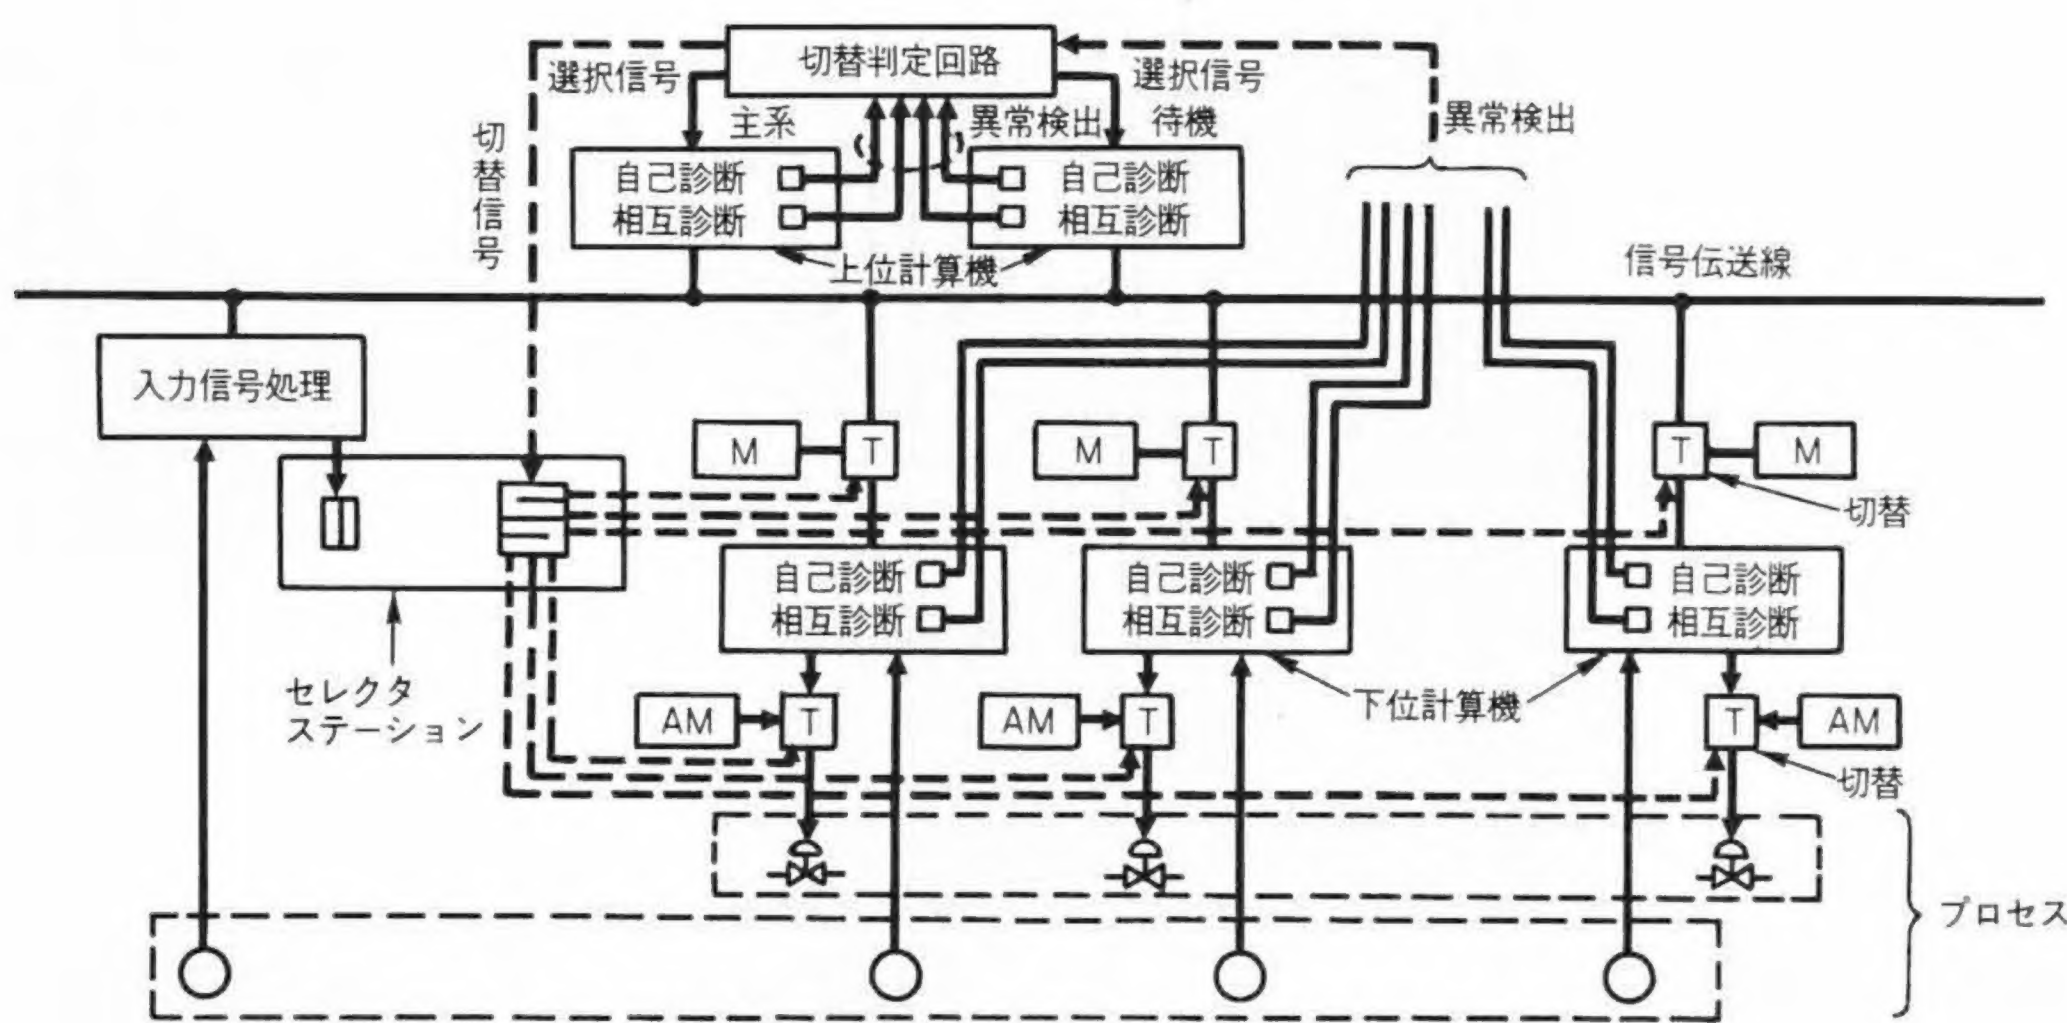 切替判定回路
選択信号
選択信号
主系
異常検出
待機
異常検出
切替信号
自己診断
相互診断
自己診断
相互診断
上位計算機
信号伝送線
入力信号処理
M
T
M
T
T
M
切替
自己診断
相互診断
自己診断
相互診断
自己診断
相互診断
セレクタ
ステーション
下位計算機
AM
T
AM
T
T
AM
切替
プロセス